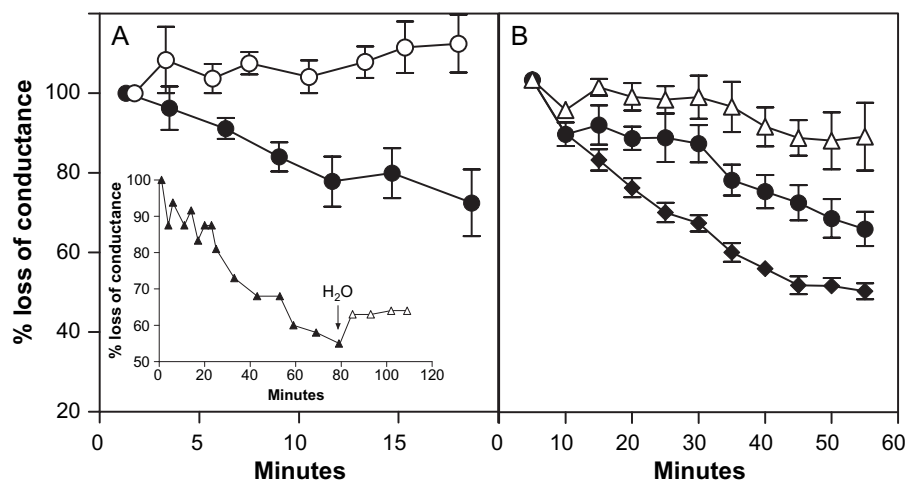 A
B
% loss of conductance
100
80
60
40
20
% loss of conductance
100
90
80
70
60
50
H2O
0 20 40 60 80 100 120
Minutes
0 5 10 15 0 10 20 30 40 50 60
Minutes Minutes